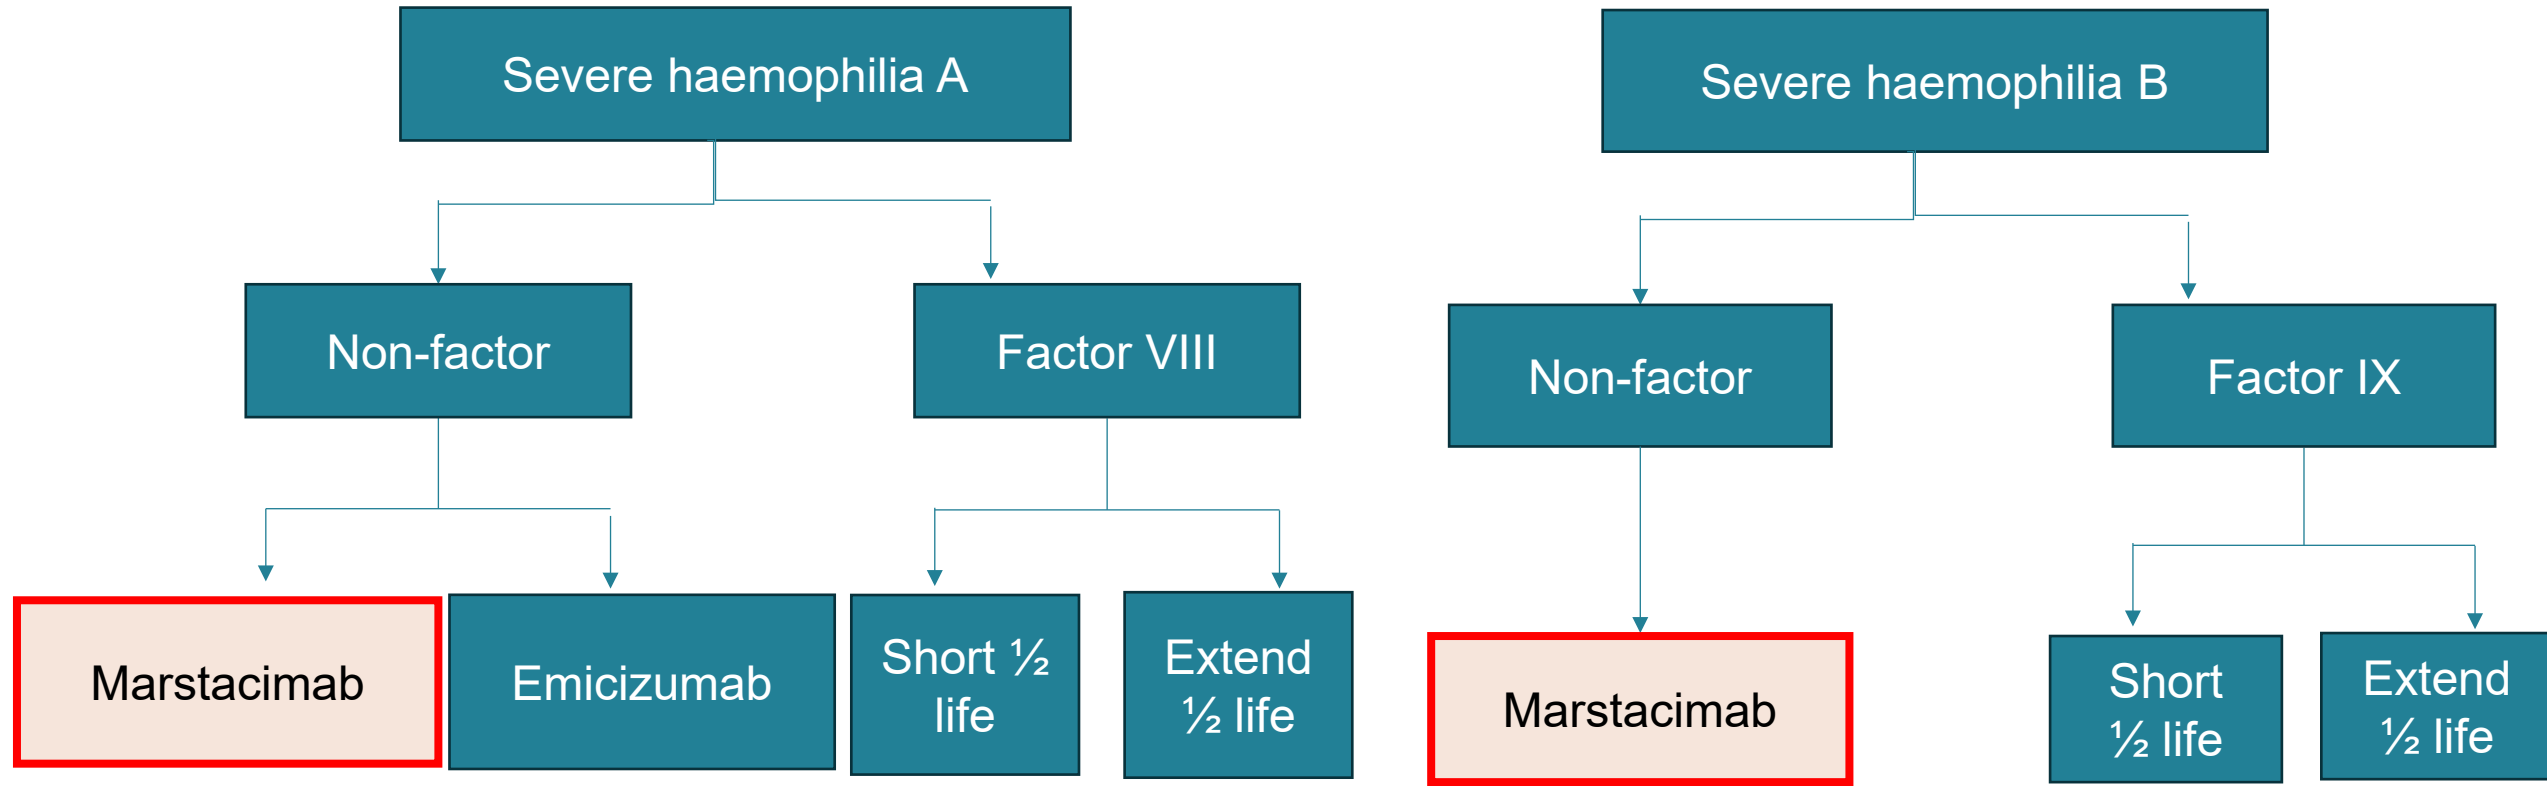 Severe haemophilia A
Severe haemophilia B
Non-factor
Factor VIII
Non-factor
Factor IX
Marstacimab
Emicizumab
Short ½
life
Extend
½ life
Marstacimab
Short
½ life
Extend
½ life